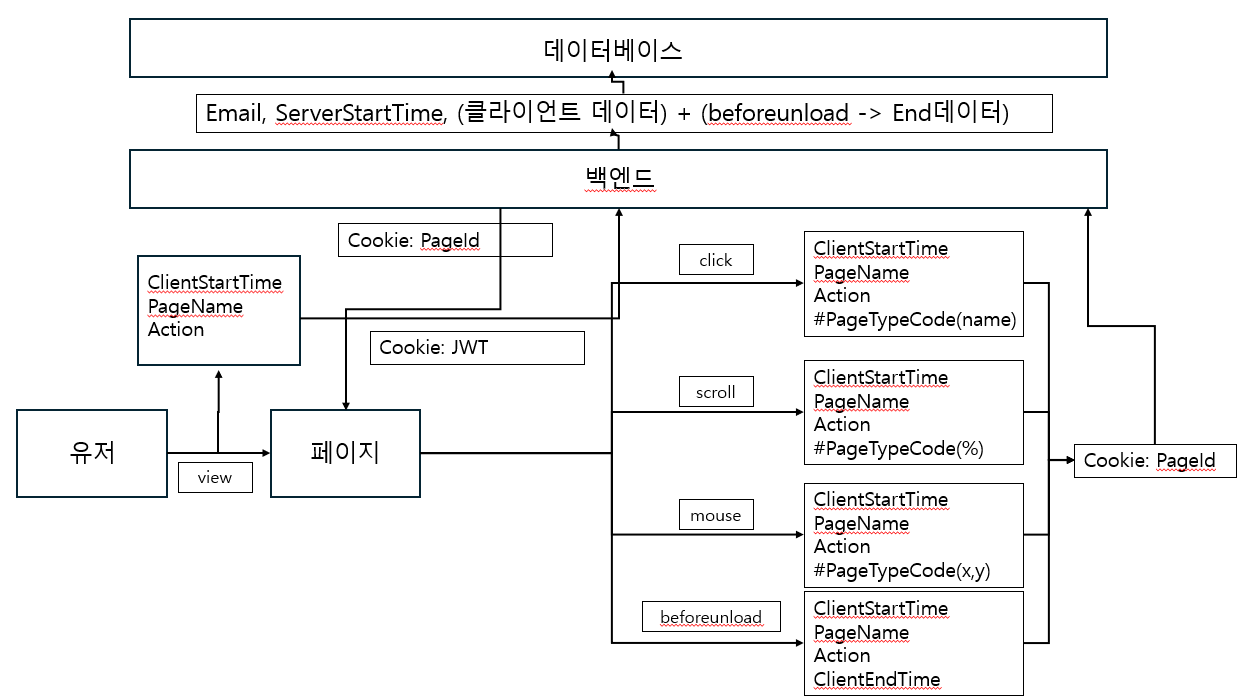 데이터베이스
Email, ServerStartTime, (클라이언트 데이터) + (beforeunload -> End데이터)
백엔드
Cookie: PageId
ClientStartTime
PageName
Action
Cookie: JWT
유저
view
페이지
click
ClientStartTime
PageName
Action
#PageTypeCode(name)
scroll
ClientStartTime
PageName
Action
#PageTypeCode(%)
mouse
ClientStartTime
PageName
Action
#PageTypeCode(x,y)
beforeunload
ClientStartTime
PageName
Action
ClientEndTime
Cookie: PageId